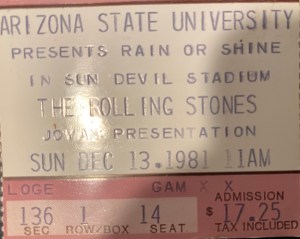 ARIZONA STATE UNIVERSITY
PRESENTS RAIN OR SHINE
IN SUN DEVIL STADIUM
THE ROLLING STONES
JOVAN PRESENTATION
SUN DEC 13.1981 11AM
LOGE GAM X X ADMISSION
136 1 14 $ 17.25
SEC ROW/BOX SEAT TAX INCLUDED